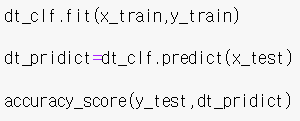 dt_clf.fit(x_train,y_train)
dt_pridict=dt_clf.predict(x_test)
accuracy_score(y_test,dt_pridict)